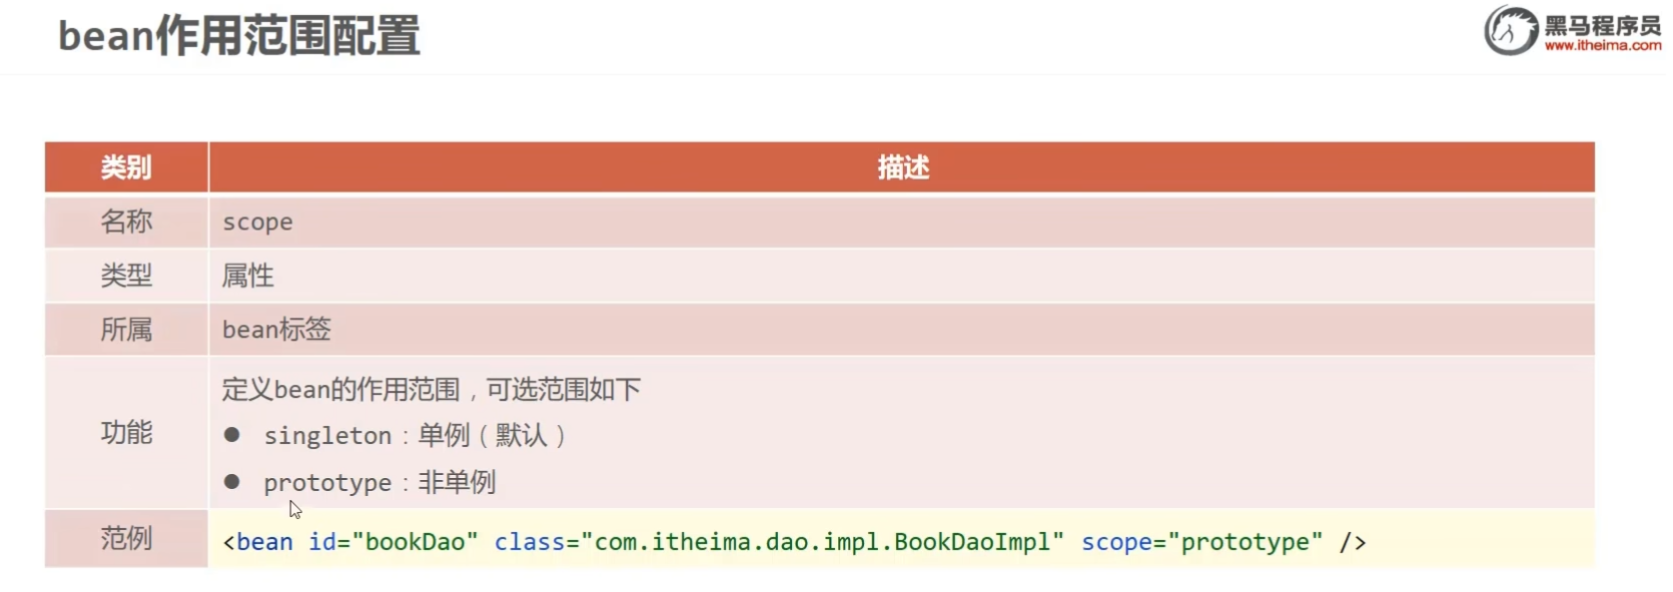 bean作用范围配置
黑马程序员
www.itheima.com
类别 描述
名称 scope
类型 属性
所属 bean标签
定义bean的作用范围，可选范围如下
功能
● singleton：单例（默认）
● prototype：非单例
范例 <bean id="bookDao" class="com.itheima.dao.impl.BookDaoImpl" scope="prototype" />